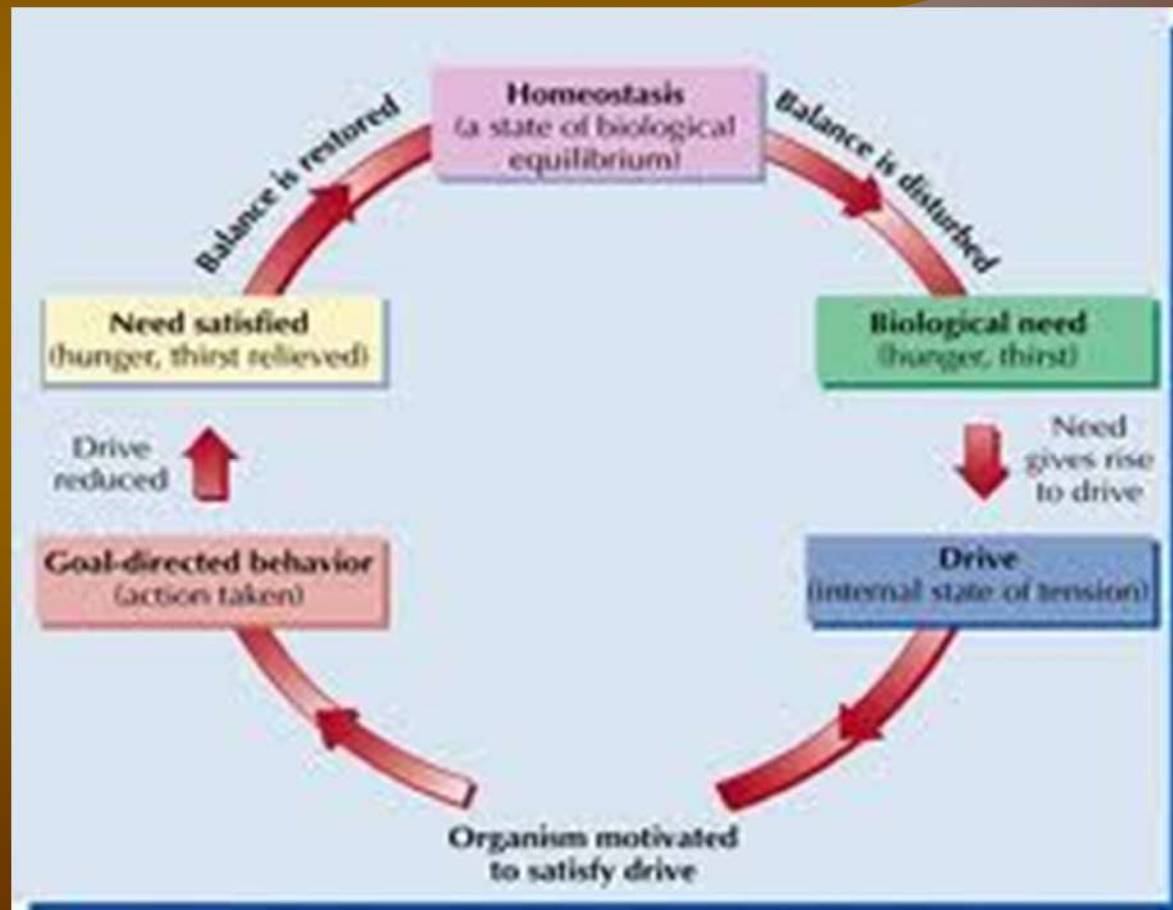 Homeostasis
(a state of biological
equilibrium)
Balance is disturbed
Biological need
(hunger, thirst)
Need
gives rise
to drive
Drive
(internal state of tension)
Organism motivated
to satisfy drive
Goal-directed behavior
(action taken)
Drive
reduced
Need satisfied
(hunger, thirst relieved)
Balance is restored